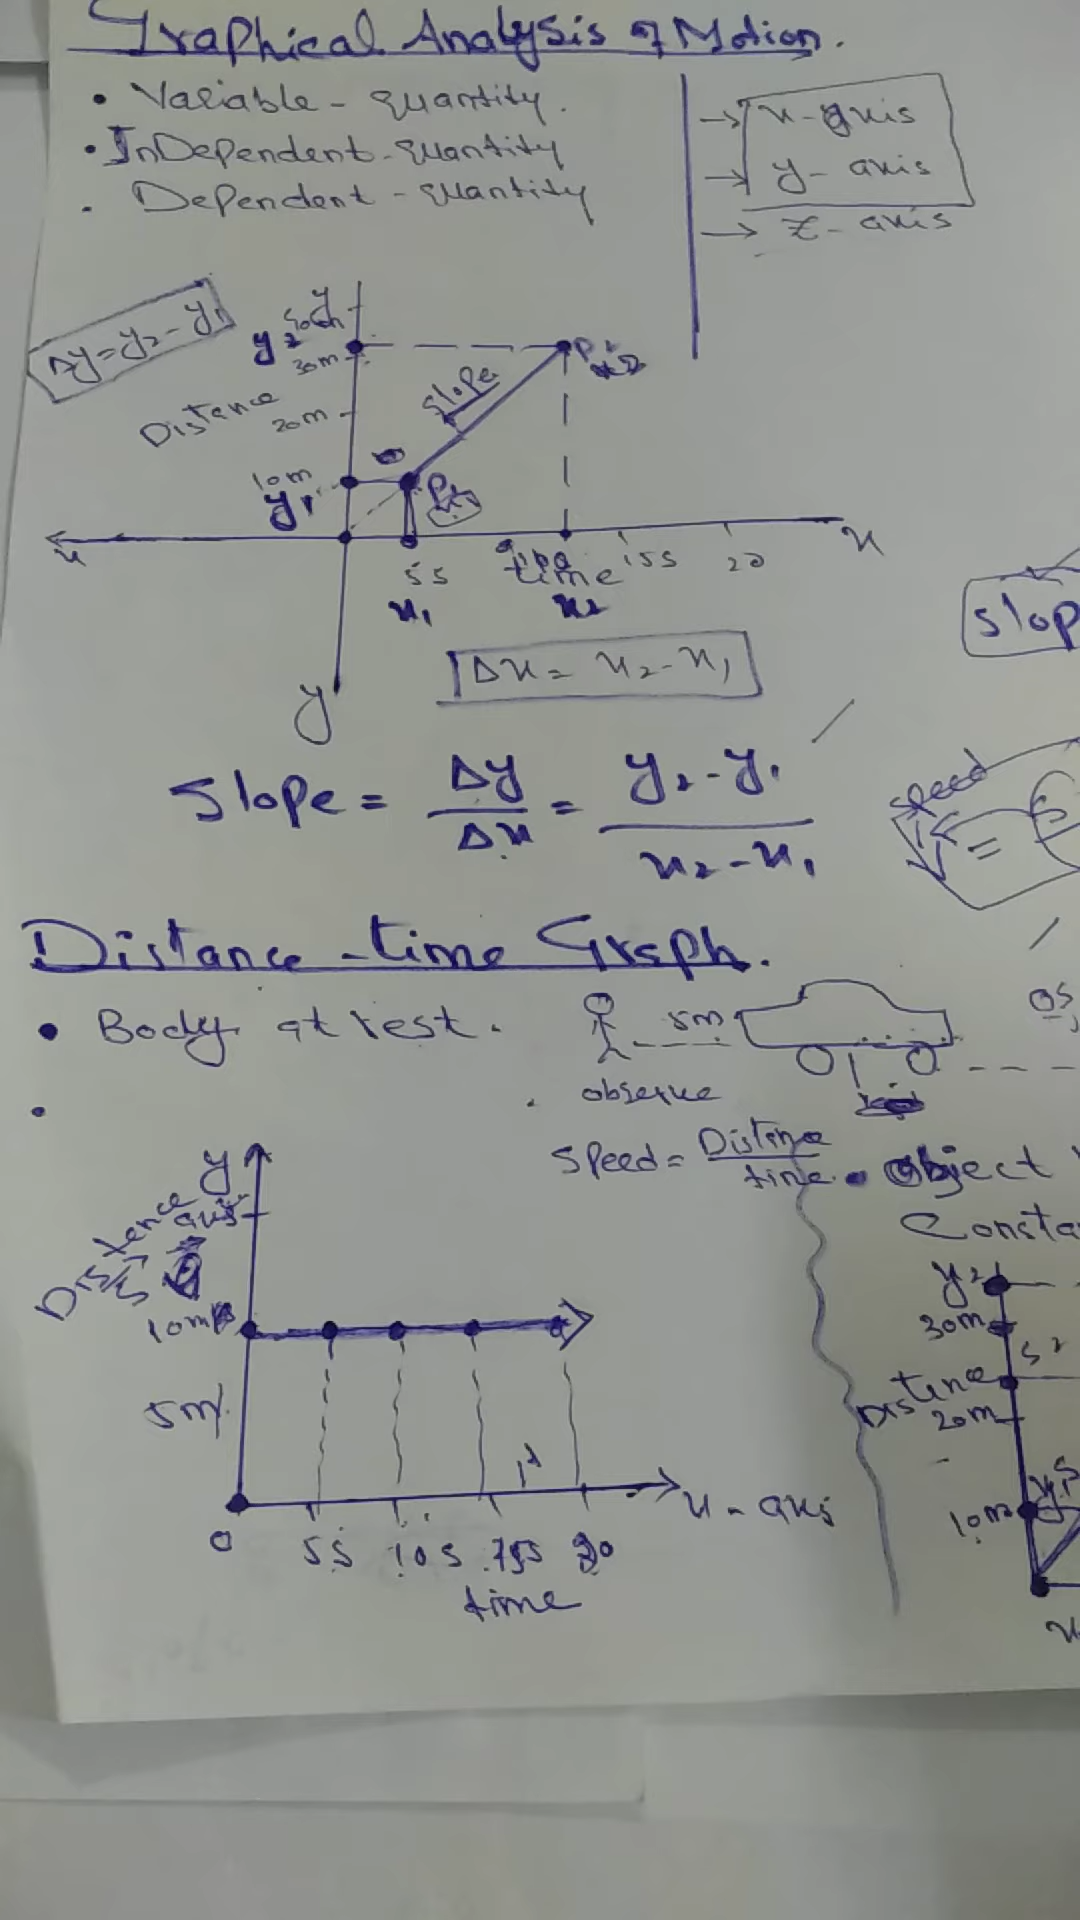 Graphical Analysis of Motion.
• Variable - quantity.
• InDependent - quantity
. Dependent - quantity
→ x-axis
→ y-axis
→ z-axis
Δy = y₂ - y₁
y
y₂
30m
Distance
20m
10m
y₁
Slope
P₂
P₁
x
x
5s
time
15s
20
x₁
x₂
Δx = x₂ - x₁
y
Slop
Slope = Δy/Δx = y₂ - y₁ / x₂ - x₁
speed
=
Distance - time Graph.
• Body at rest.
5m
observe
Speed = Distance / time
• Object
Consta
y
Distance
axis
10m
5m
0
5s
10s
15s
20
x - axis
time
y₂
30m
Distance
20m
10m